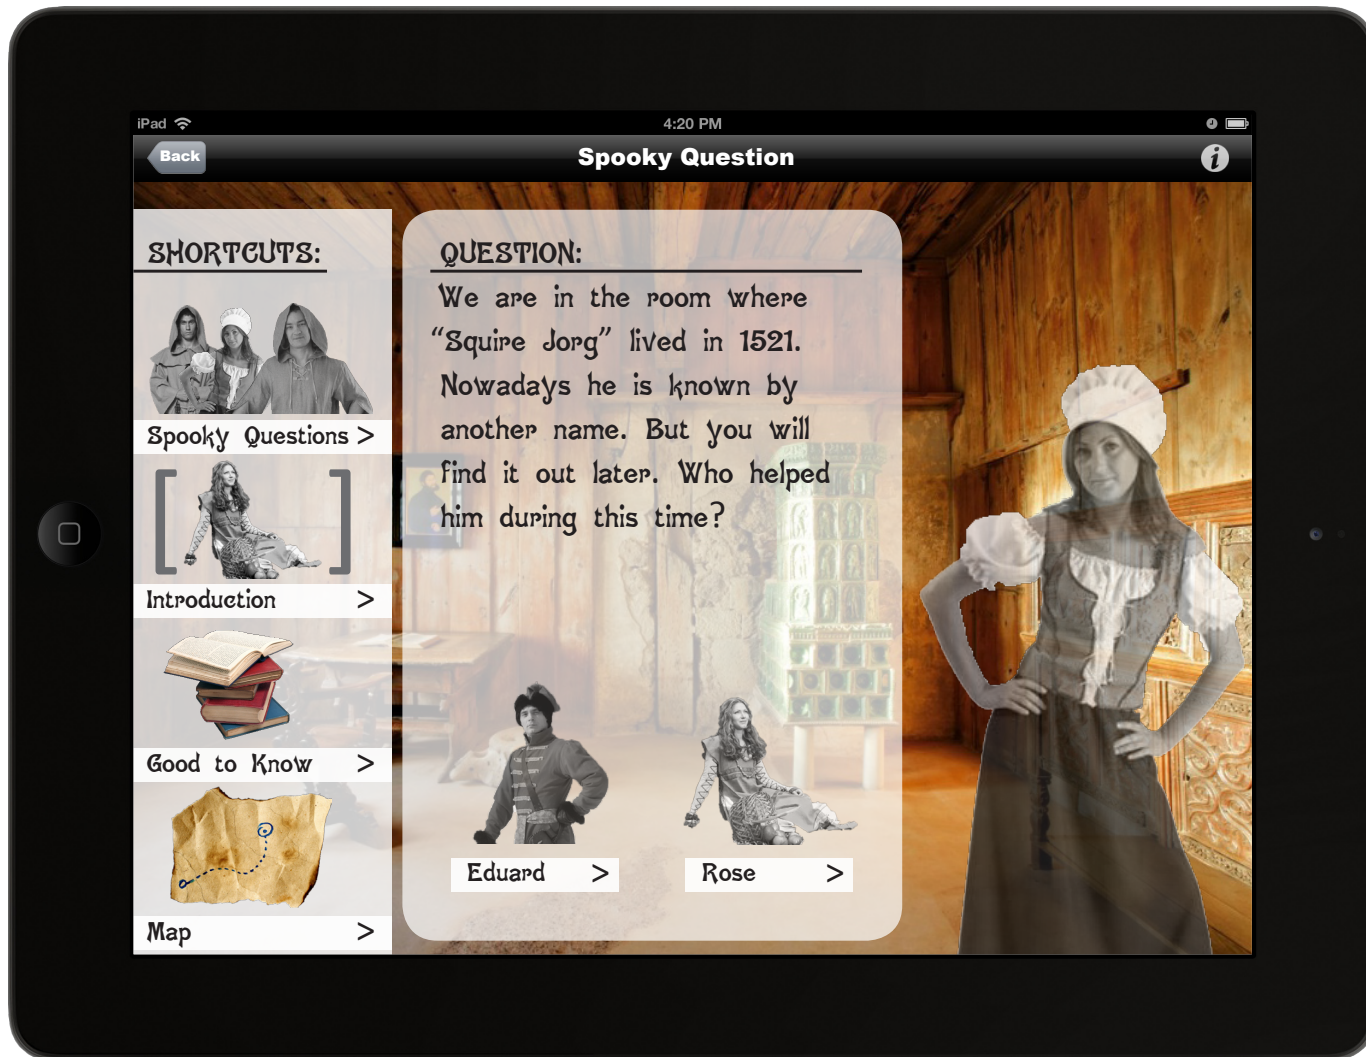 iPad
4:20 PM
Back
Spooky Question
i
SHORTCUTS:
Spooky Questions >
Introduction >
Good to Know >
Map >
QUESTION:
We are in the room where
“Squire Jorg” lived in 1521.
Nowadays he is known by
another name. But you will
find it out later. Who helped
him during this time?
Eduard >
Rose >